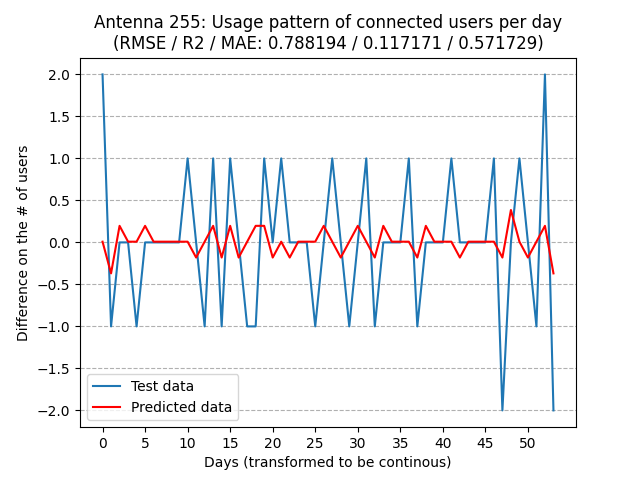 Antenna 255: Usage pattern of connected users per day
(RMSE / R2 / MAE: 0.788194 / 0.117171 / 0.571729)
Difference on the # of users
2.0
1.5
1.0
0.5
0.0
−0.5
−1.0
−1.5
−2.0
Test data
Predicted data
0 5 10 15 20 25 30 35 40 45 50
Days (transformed to be continous)